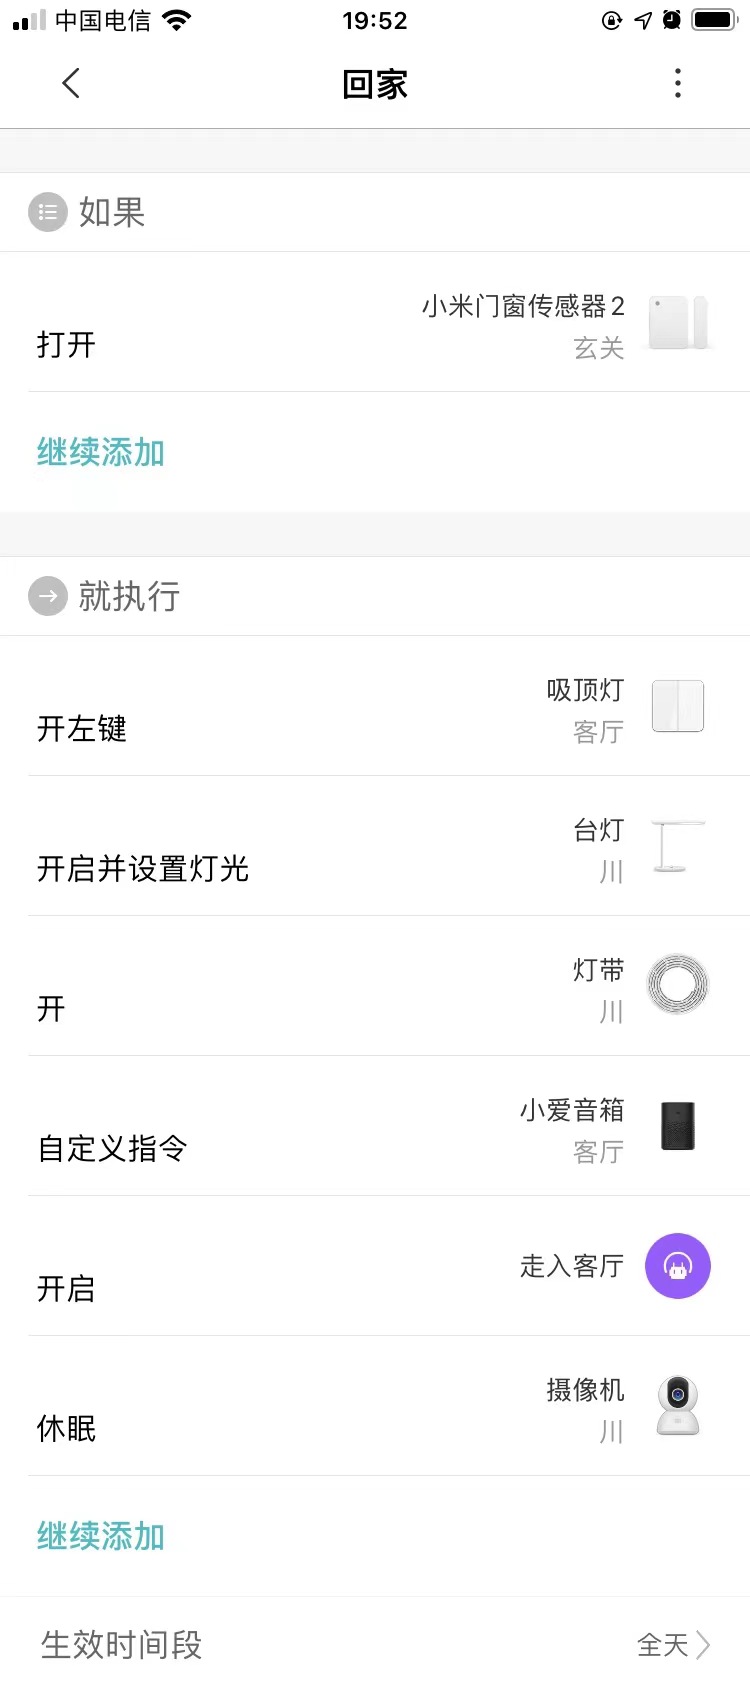 中国电信 19:52
回家
如果
小米门窗传感器2
打开
玄关
继续添加
就执行
吸顶灯
开左键
客厅
台灯
开启并设置灯光
川
灯带
开
川
小爱音箱
自定义指令
客厅
走入客厅
开启
摄像机
休眠
川
继续添加
生效时间段 全天